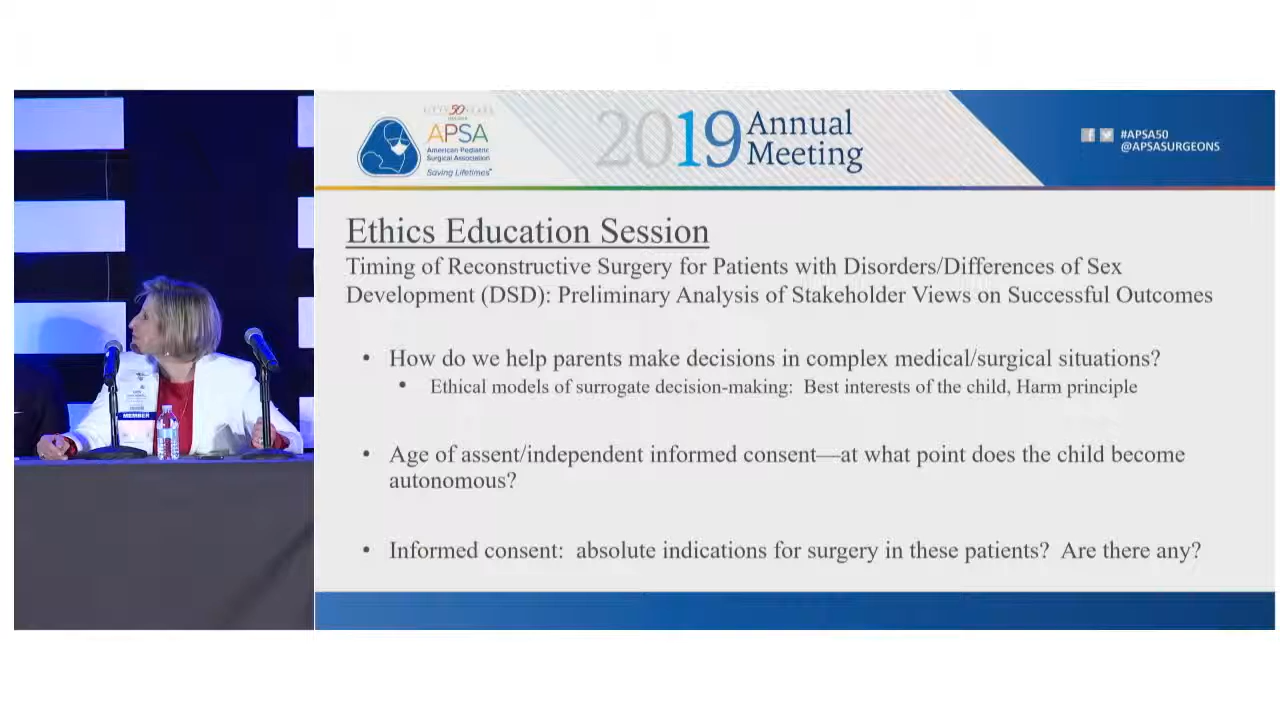 50
APSA
American Pediatric
Surgical Association
Saving Lifetimes
2019 Annual
Meeting
#APSA50
@APSASURGEONS
Ethics Education Session
Timing of Reconstructive Surgery for Patients with Disorders/Differences of Sex
Development (DSD): Preliminary Analysis of Stakeholder Views on Successful Outcomes
• How do we help parents make decisions in complex medical/surgical situations?
• Ethical models of surrogate decision-making: Best interests of the child, Harm principle
• Age of assent/independent informed consent—at what point does the child become
autonomous?
• Informed consent: absolute indications for surgery in these patients? Are there any?
MEMBER